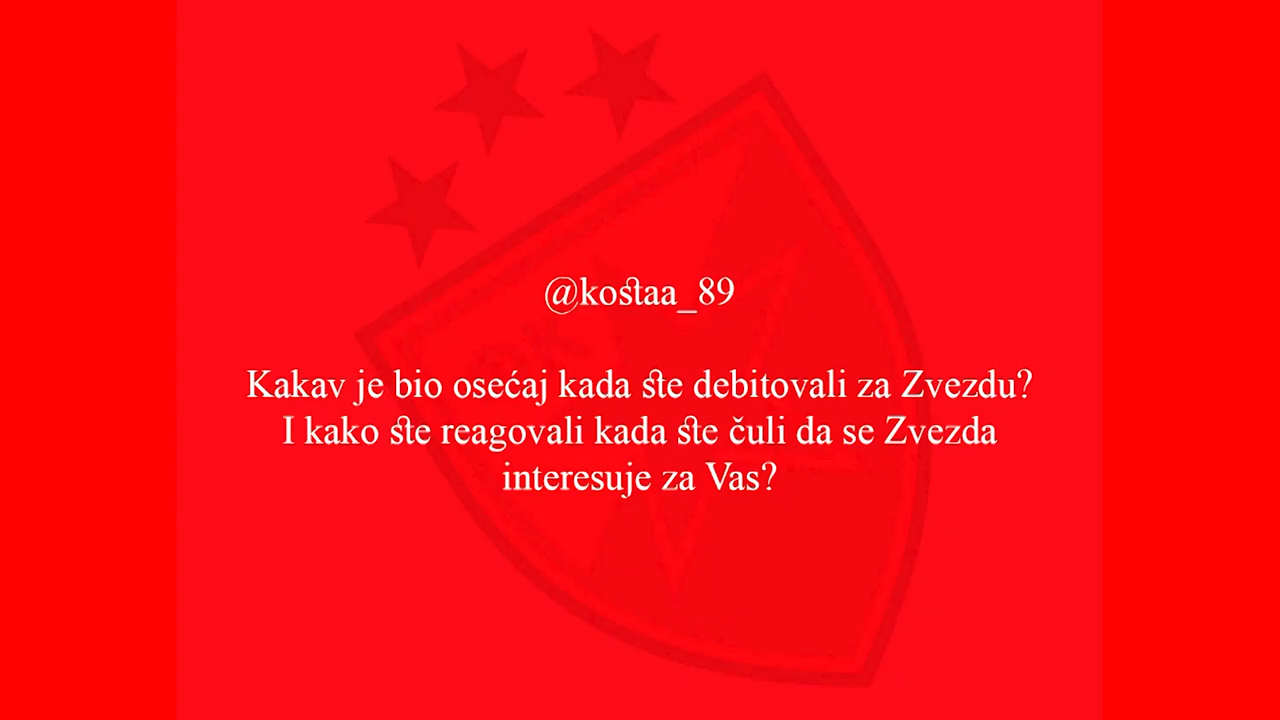 @kostaa_89
Kakav je bio osećaj kada ste debitovali za Zvezdu?
I kako ste reagovali kada ste čuli da se Zvezda
interesuje za Vas?